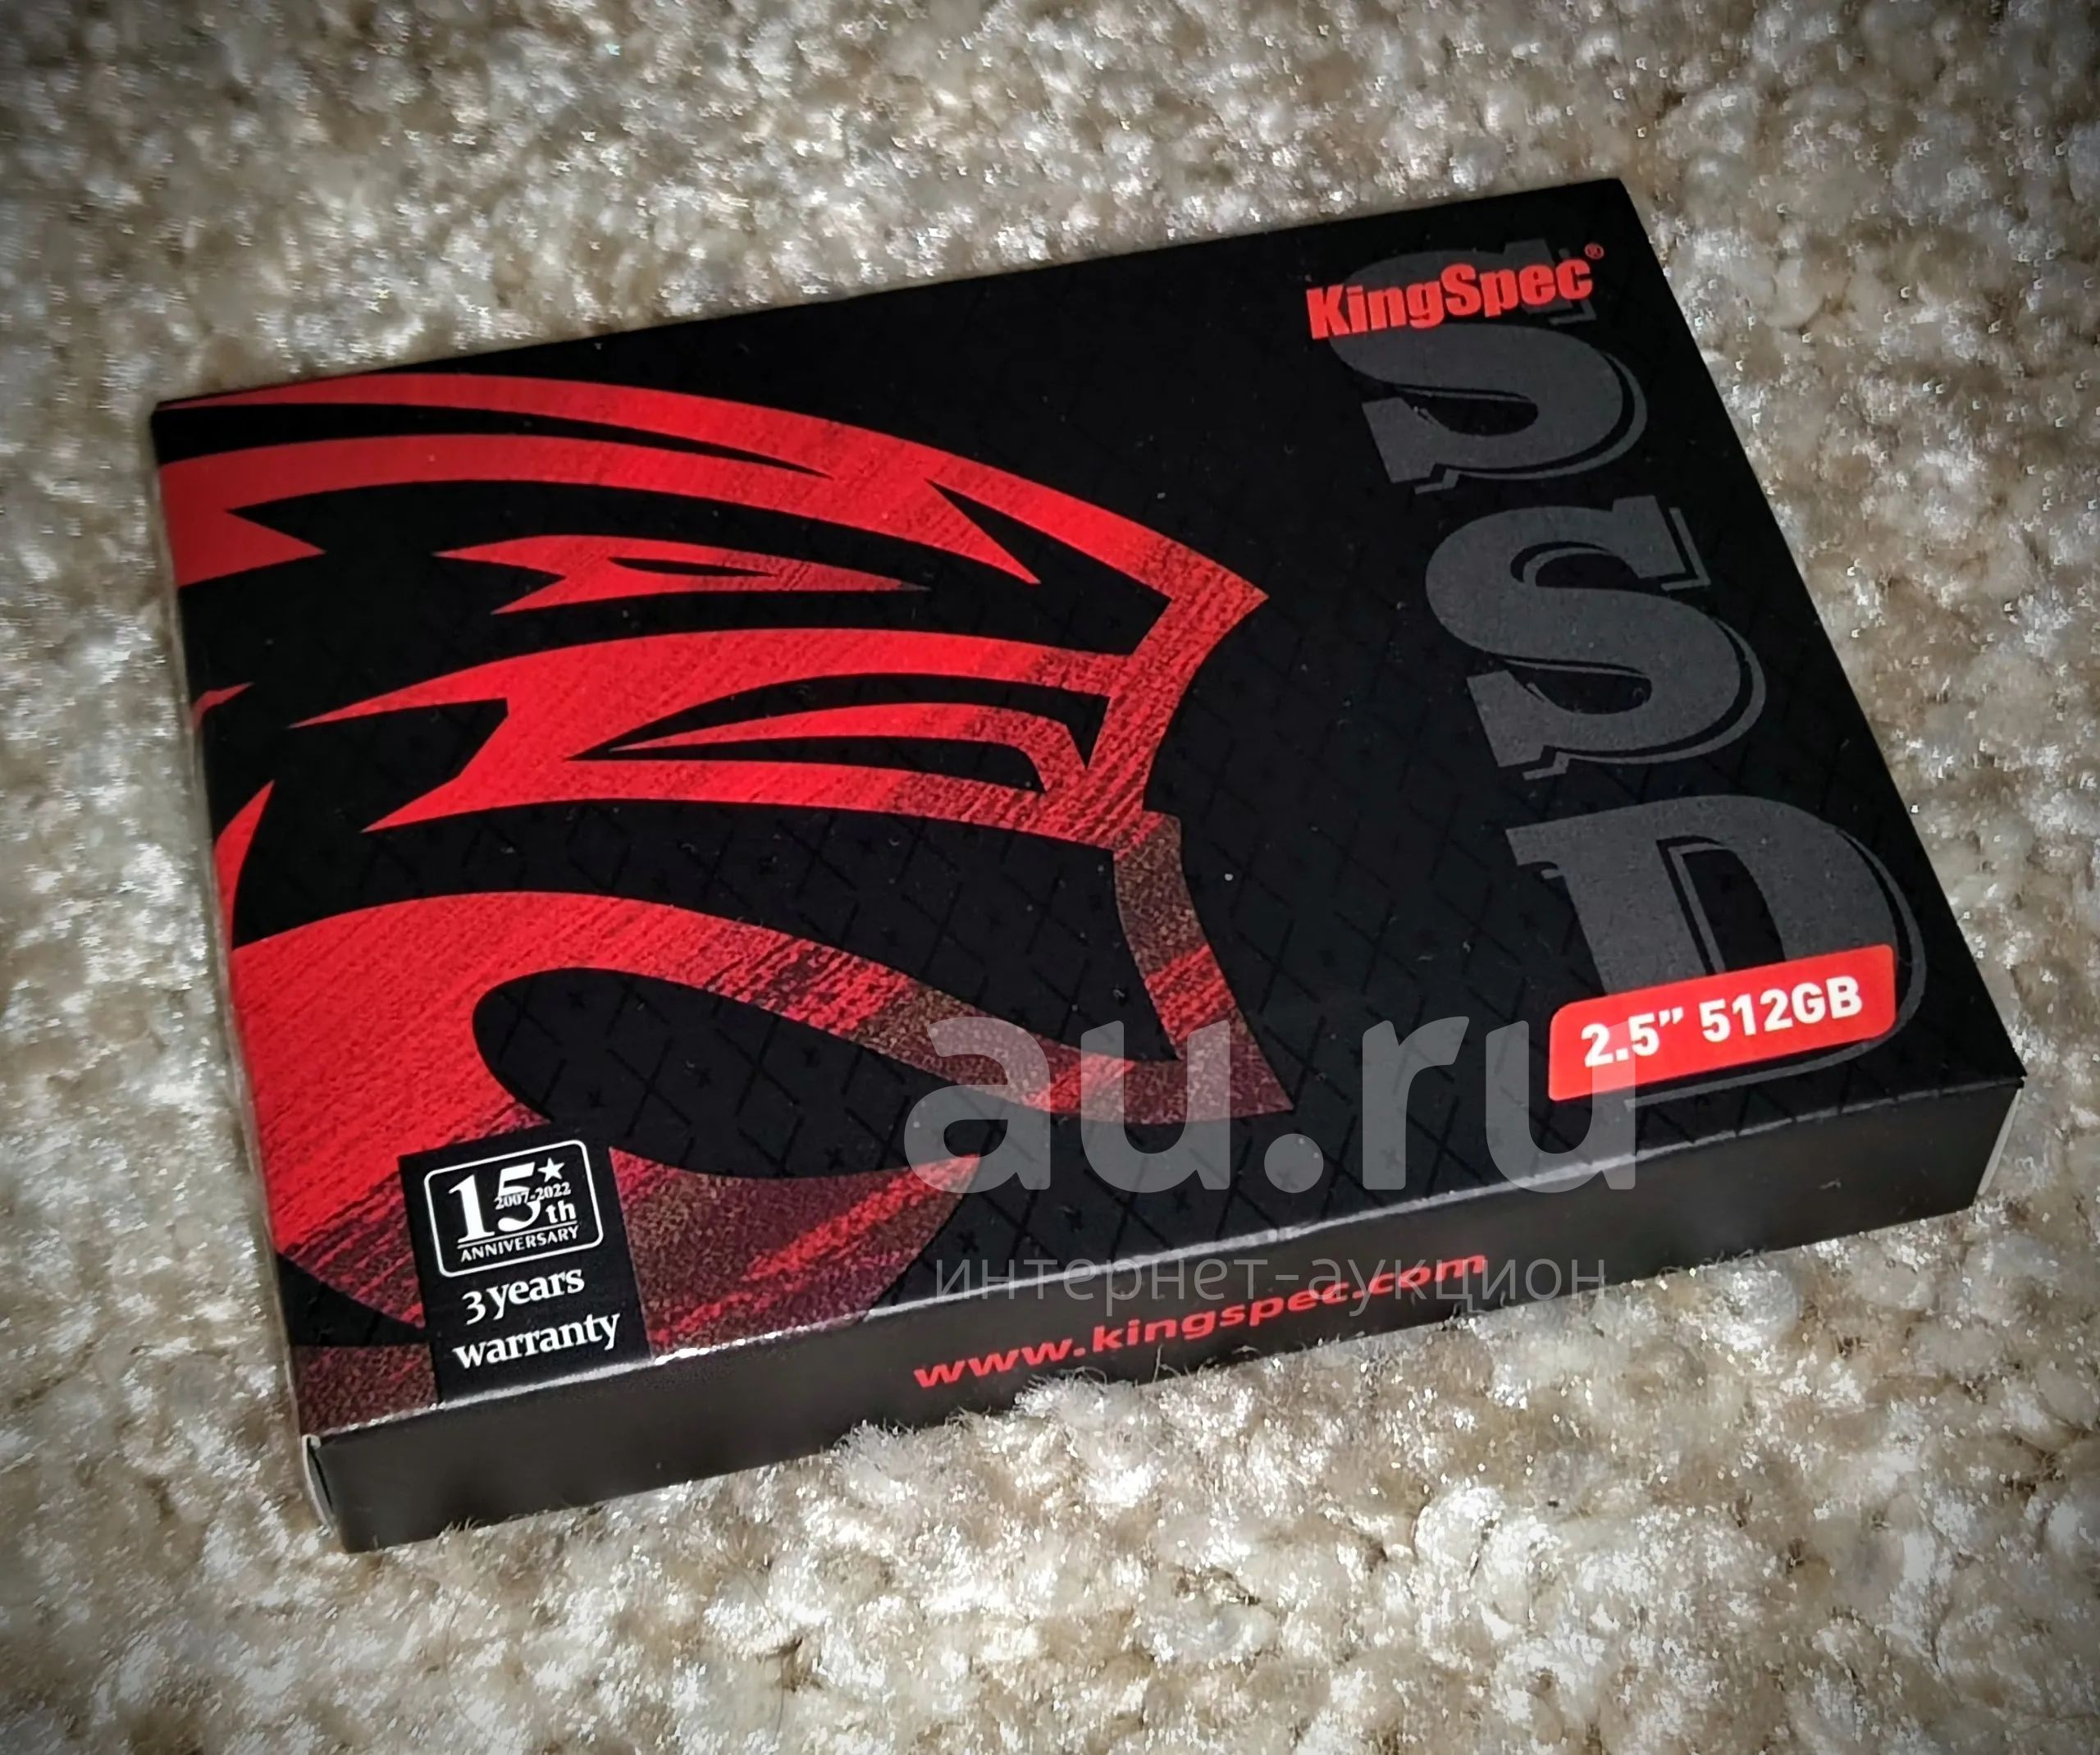 KingSpec®
SSD
2.5” 512GB
15th
2007-2022
ANNIVERSARY
3 years
warranty
www.kingspec.com
au.ru
интернет-аукцион